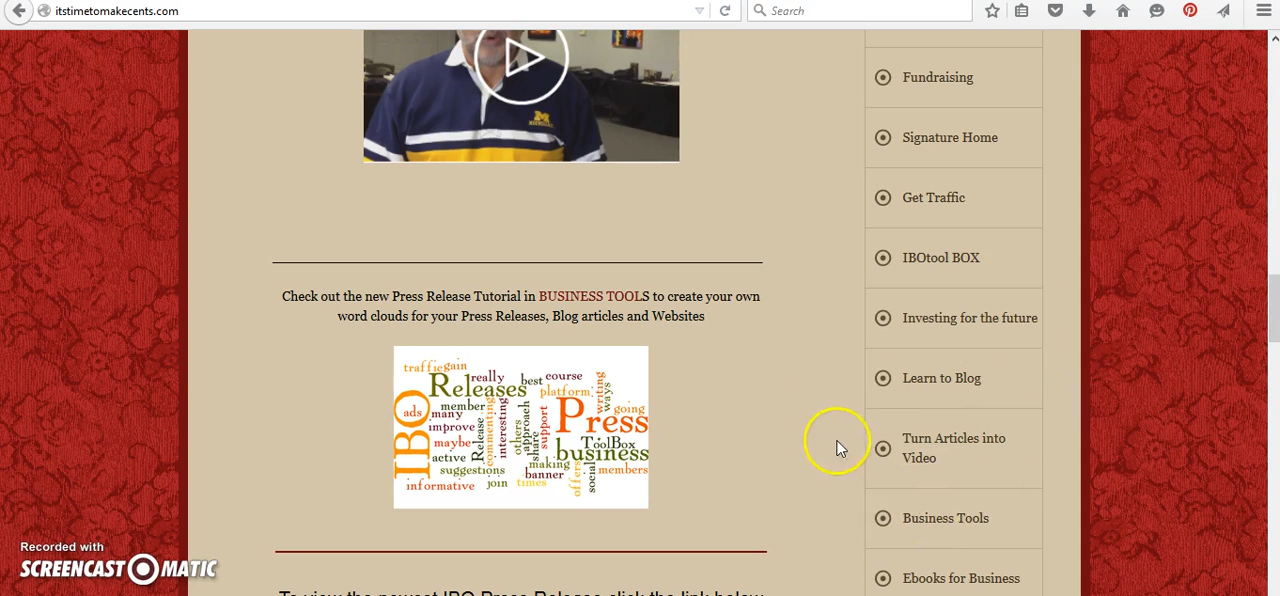 itstimetomakecents.com
Search
Fundraising
Signature Home
Get Traffic
IBOtool BOX
Investing for the future
Learn to Blog
Turn Articles into
Video
Business Tools
Ebooks for Business
M
Check out the new Press Release Tutorial in BUSINESS TOOLS to create your own
word clouds for your Press Releases, Blog articles and Websites
traffic gain
Releases really best course
platform
writing
ways
IBO
ads many
member
improve
maybe
active
suggestions
informative
Release
commenting
interesting
join
others
approach
share
support
Press
going
ToolBox
business
making
banner
times
offers
social
members
Recorded with
SCREENCAST MATIC
To view the newest IBO Press Release click the link below